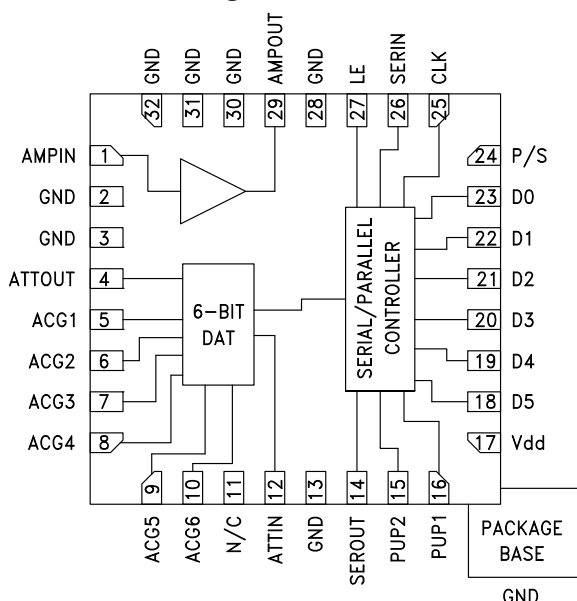 GND
GND
GND
AMPOUT
GND
LE
SERIN
CLK
32
31
30
29
28
27
26
25
AMPIN
1
GND
2
GND
3
ATTOUT
4
ACG1
5
ACG2
6
ACG3
7
ACG4
8
6-BIT
DAT
SERIAL/PARALLEL
CONTROLLER
24
P/S
23
D0
22
D1
21
D2
20
D3
19
D4
18
D5
17
Vdd
9
10
11
12
13
14
15
16
ACG5
ACG6
N/C
ATTIN
GND
SEROUT
PUP2
PUP1
PACKAGE
BASE
GND